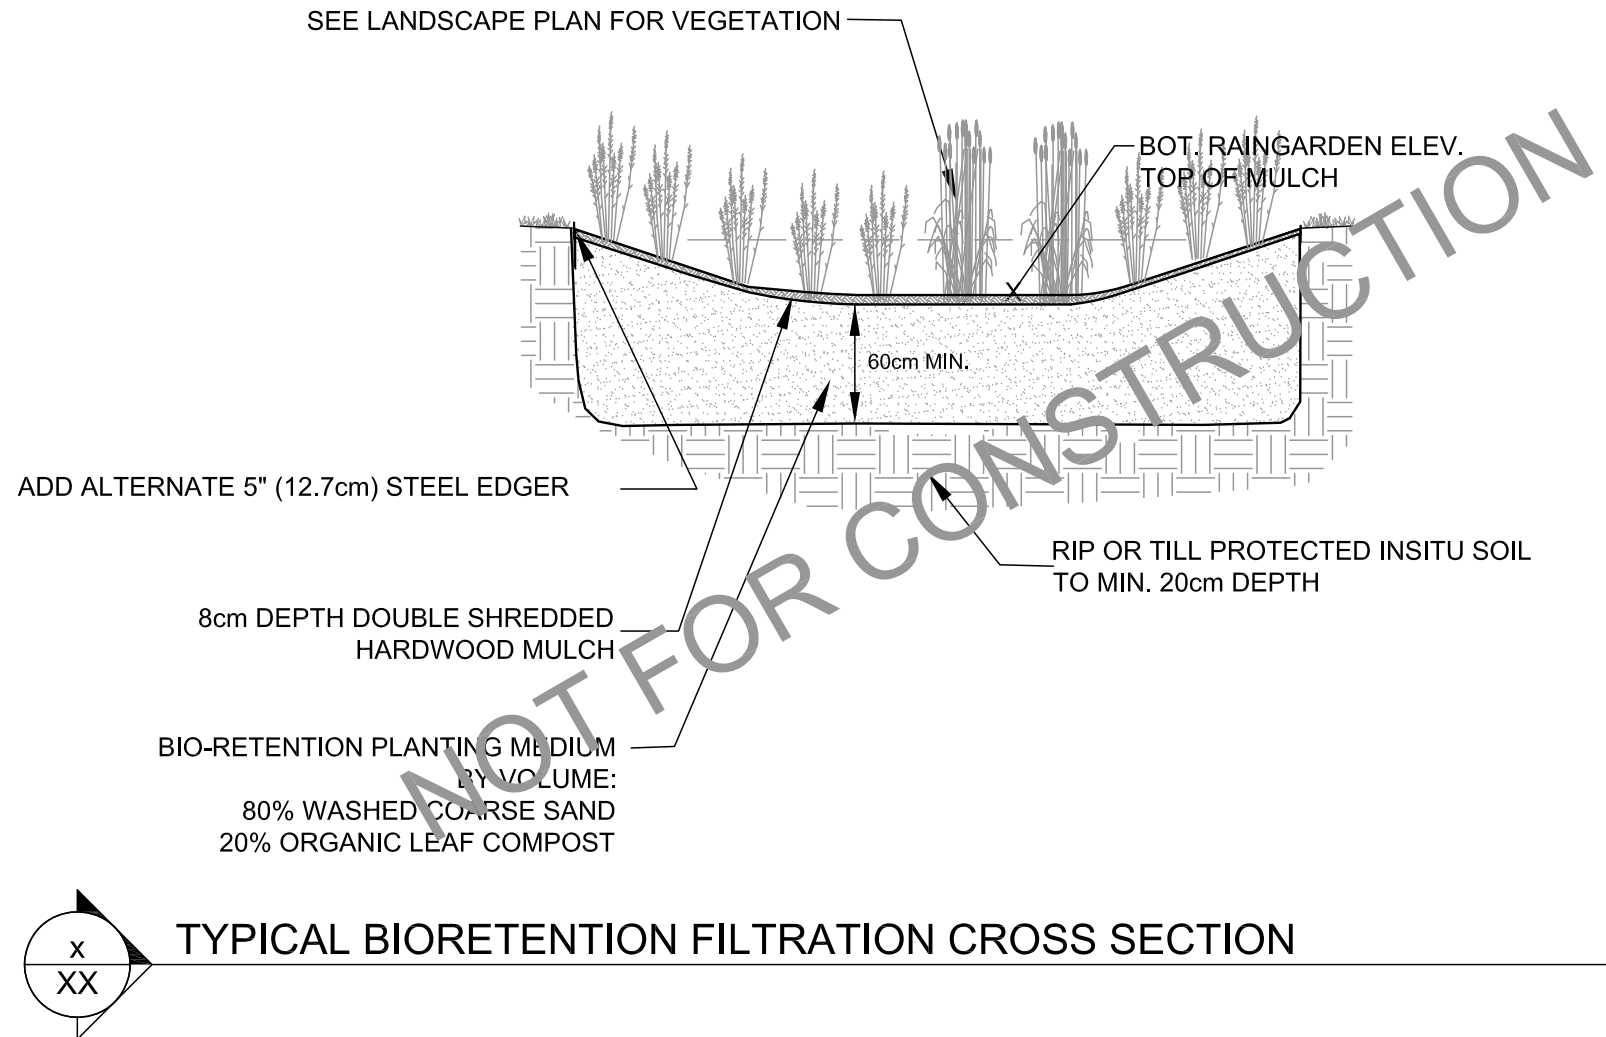 SEE LANDSCAPE PLAN FOR VEGETATION
BOT. RAINGARDEN ELEV.
TOP OF MULCH
60cm MIN.
ADD ALTERNATE 5" (12.7cm) STEEL EDGER
RIP OR TILL PROTECTED INSITU SOIL
TO MIN. 20cm DEPTH
8cm DEPTH DOUBLE SHREDDED
HARDWOOD MULCH
BIO-RETENTION PLANTING MEDIUM
BY VOLUME:
80% WASHED COARSE SAND
20% ORGANIC LEAF COMPOST
NOT FOR CONSTRUCTION
X
x
XX
TYPICAL BIORETENTION FILTRATION CROSS SECTION